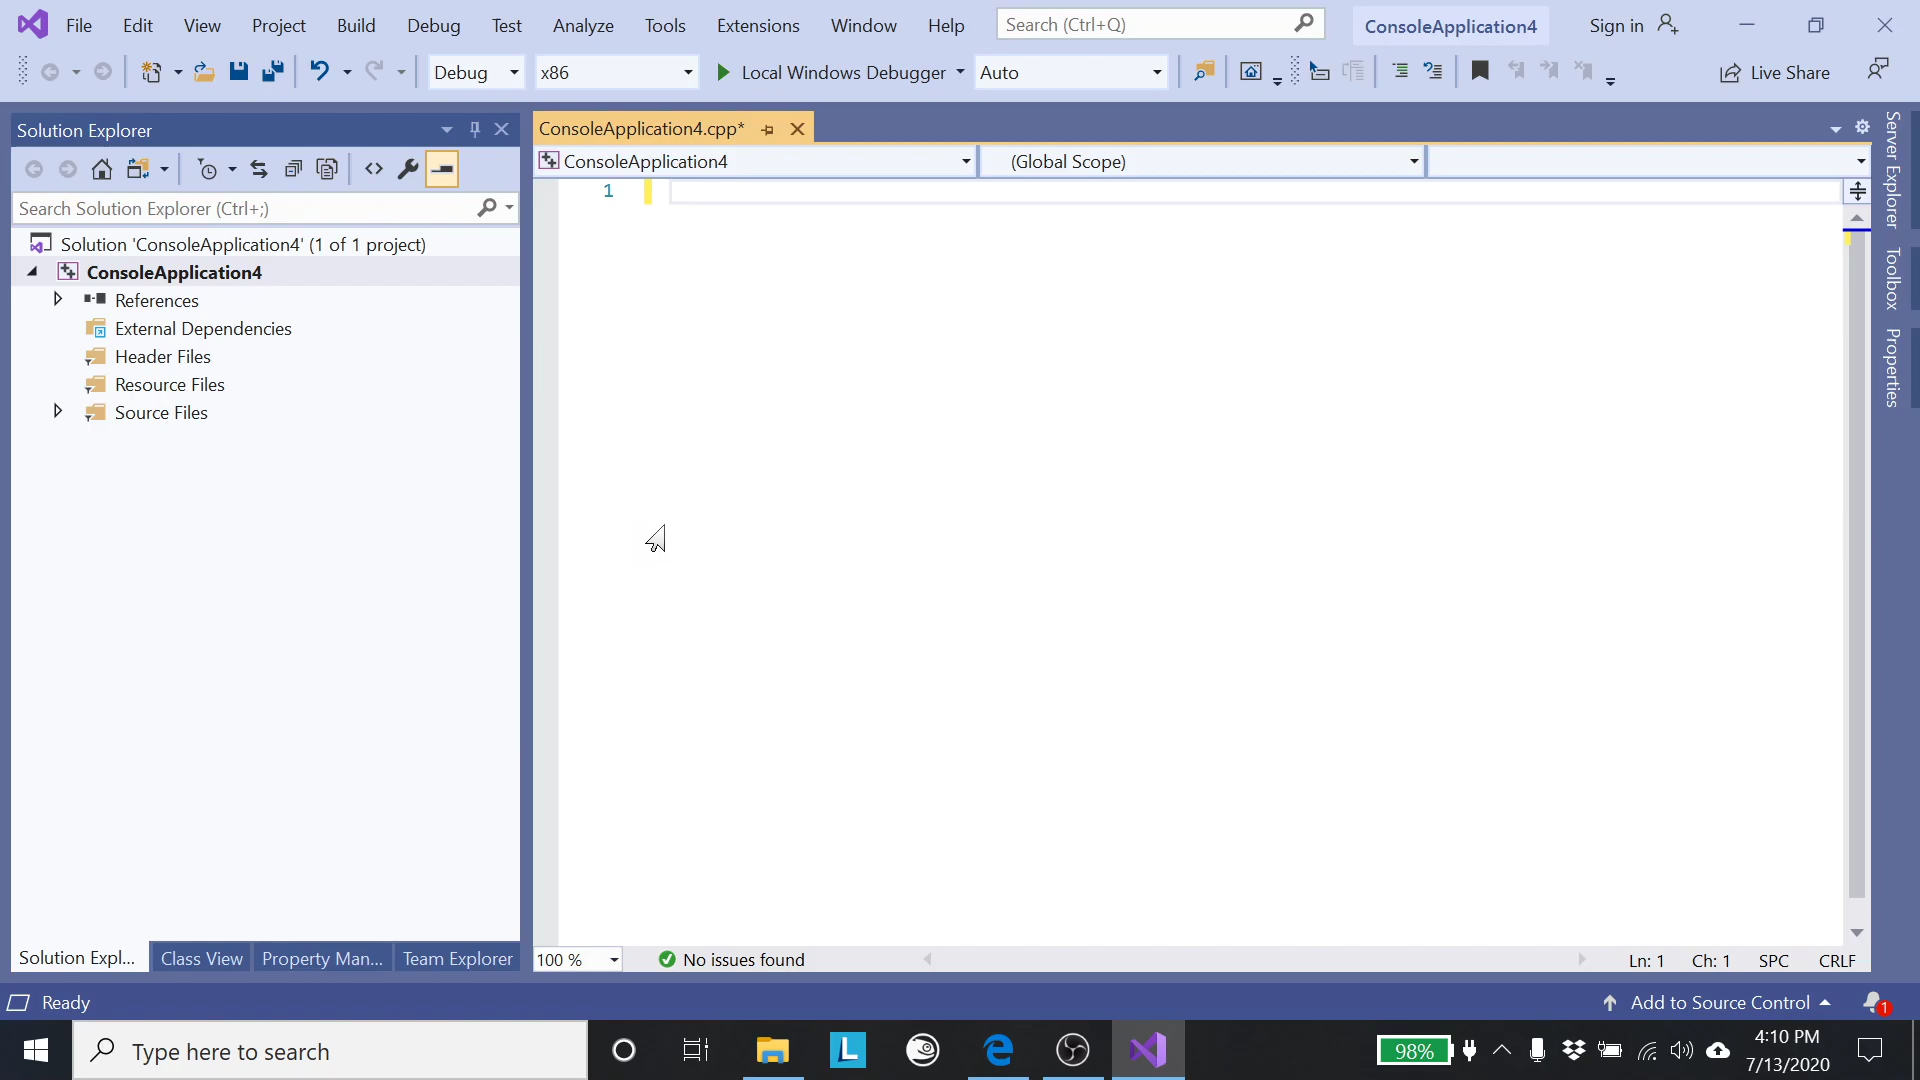 File Edit View Project Build Debug Test Analyze Tools Extensions Window Help Search (Ctrl+Q) ConsoleApplication4 Sign in
Debug x86 Local Windows Debugger Auto Live Share
Solution Explorer
Search Solution Explorer (Ctrl+;)
Solution 'ConsoleApplication4' (1 of 1 project)
ConsoleApplication4
References
External Dependencies
Header Files
Resource Files
Source Files
Solution Expl... Class View Property Man... Team Explorer
ConsoleApplication4.cpp*
ConsoleApplication4 (Global Scope)
1
100 % No issues found Ln: 1 Ch: 1 SPC CRLF
Server Explorer
Toolbox
Properties
Ready Add to Source Control 1
Type here to search L 98% 4:10 PM
7/13/2020